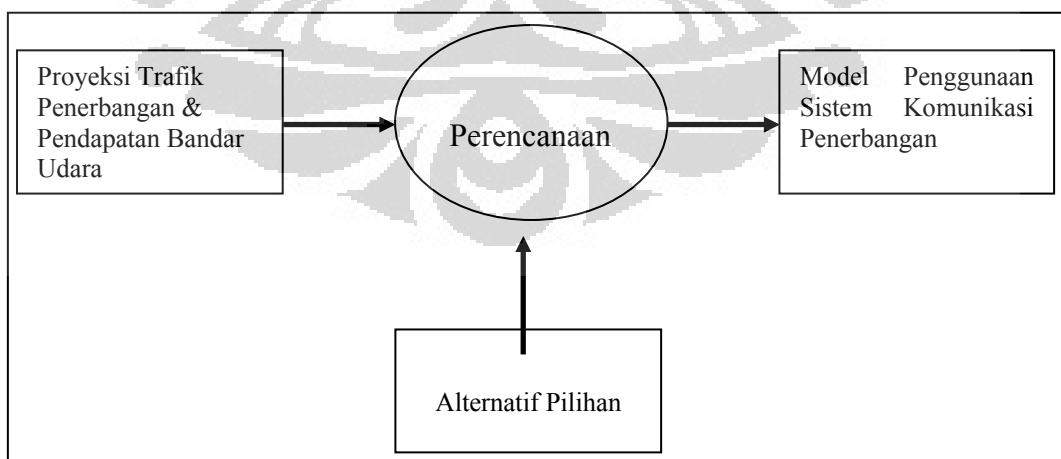 Proyeksi Trafik
Penerbangan &
Pendapatan Bandar
Udara
Perencanaan
Model Penggunaan
Sistem Komunikasi
Penerbangan
Alternatif Pilihan